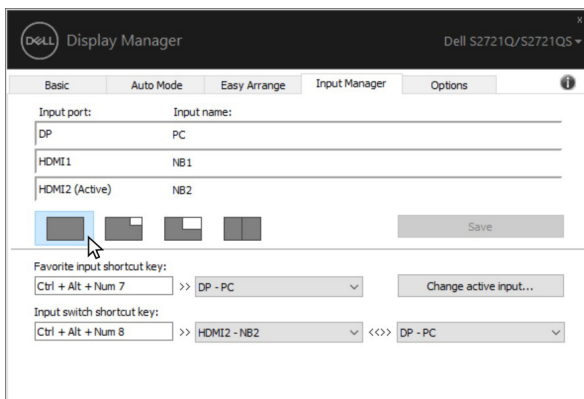 DELL Display Manager Dell S2721Q/S2721QS
x
Basic Auto Mode Easy Arrange Input Manager Options i
Input port: Input name:
DP PC
HDMI1 NB1
HDMI2 (Active) NB2
Save
Favorite input shortcut key:
Ctrl + Alt + Num 7 >> DP - PC Change active input...
Input switch shortcut key:
Ctrl + Alt + Num 8 >> HDMI2 - NB2 <<>> DP - PC